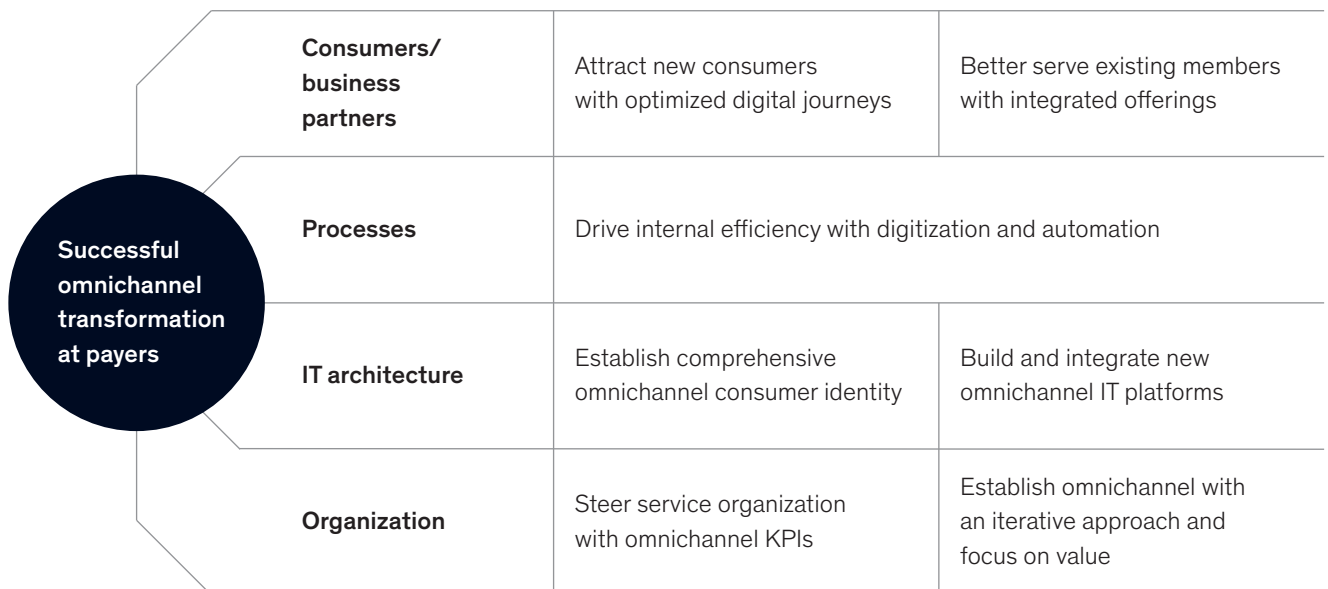 Successful
omnichannel
transformation
at payers
Consumers/
business
partners
Attract new consumers
with optimized digital journeys
Better serve existing members
with integrated offerings
Processes
Drive internal efficiency with digitization and automation
IT architecture
Establish comprehensive
omnichannel consumer identity
Build and integrate new
omnichannel IT platforms
Organization
Steer service organization
with omnichannel KPIs
Establish omnichannel with
an iterative approach and
focus on value